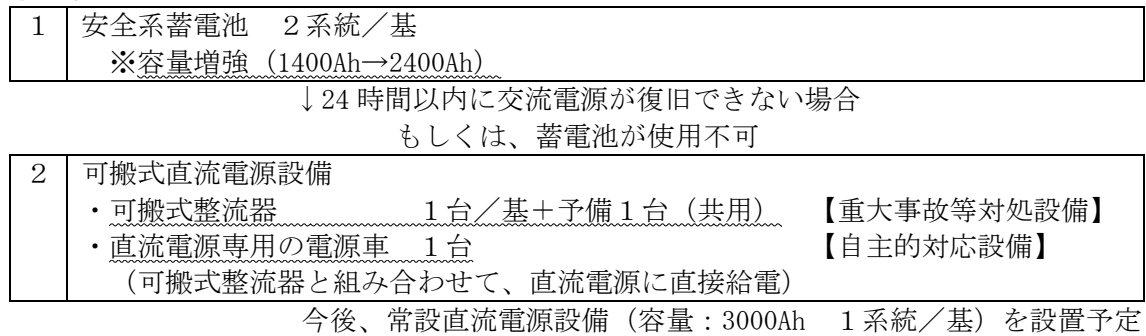 １ 安全系蓄電池　２系統／基
※容量増強（1400Ah→2400Ah）
↓24 時間以内に交流電源が復旧できない場合
もしくは、蓄電池が使用不可
２ 可搬式直流電源設備
・可搬式整流器　　　　　１台／基＋予備１台（共用）　【重大事故等対処設備】
・直流電源専用の電源車　１台　　　　　　　　　　　　【自主的対応設備】
（可搬式整流器と組み合わせて、直流電源に直接給電）
今後、常設直流電源設備（容量：3000Ah　１系統／基）を設置予定